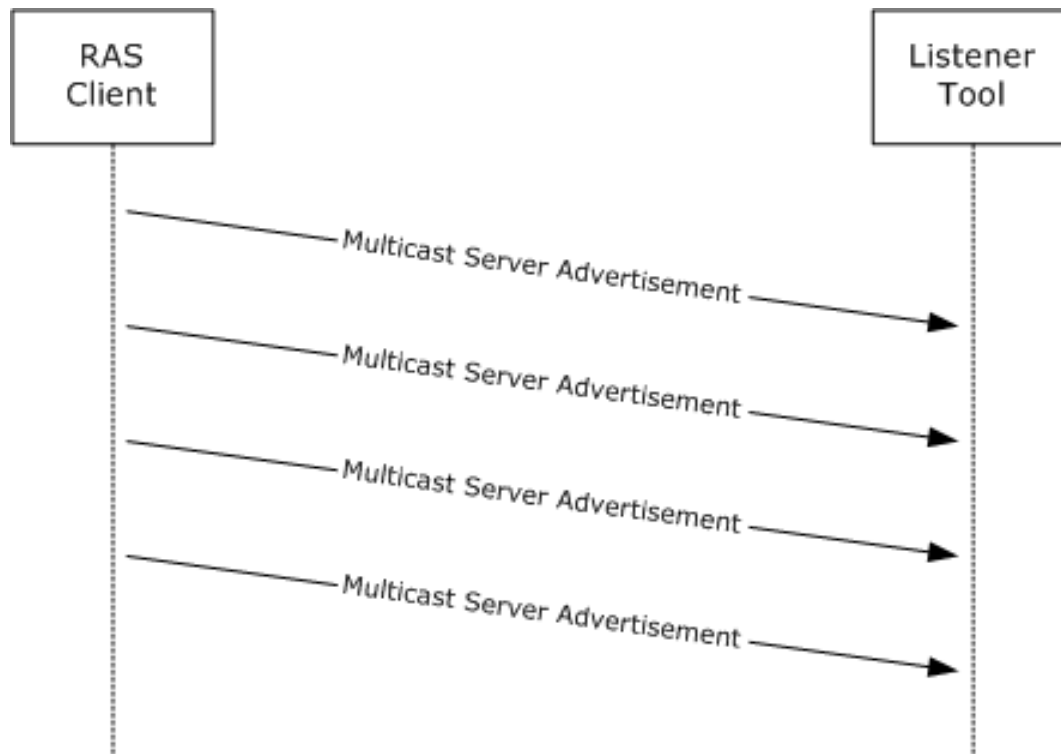 RAS
Client
Listener
Tool
Multicast Server Advertisement
Multicast Server Advertisement
Multicast Server Advertisement
Multicast Server Advertisement